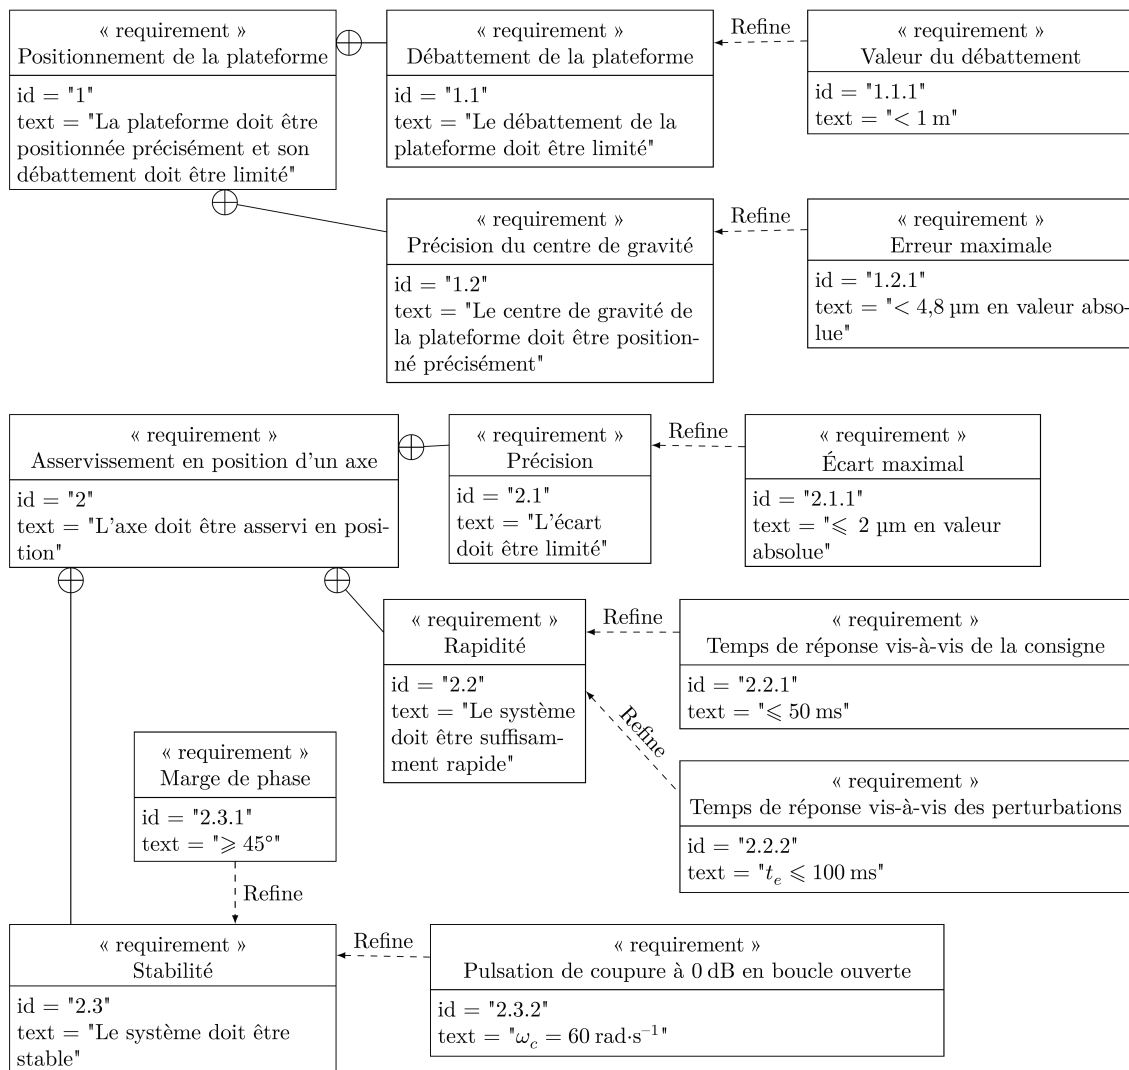 « requirement »
Positionnement de la plateforme
id = "1"
text = "La plateforme doit être
positionnée précisément et son
débattement doit être limité"
« requirement »
Débattement de la plateforme
id = "1.1"
text = "Le débattement de la
plateforme doit être limité"
Refine
« requirement »
Valeur du débattement
id = "1.1.1"
text = "< 1 m"
« requirement »
Précision du centre de gravité
id = "1.2"
text = "Le centre de gravité de
la plateforme doit être position-
né précisément"
Refine
« requirement »
Erreur maximale
id = "1.2.1"
text = "< 4,8 µm en valeur abso-
lue"
« requirement »
Asservissement en position d'un axe
id = "2"
text = "L'axe doit être asservi en posi-
tion"
« requirement »
Précision
id = "2.1"
text = "L'écart
doit être limité"
Refine
« requirement »
Écart maximal
id = "2.1.1"
text = "⩽ 2 µm en valeur
absolue"
« requirement »
Rapidité
id = "2.2"
text = "Le système
doit être suffisam-
ment rapide"
Refine
« requirement »
Temps de réponse vis-à-vis de la consigne
id = "2.2.1"
text = "⩽ 50 ms"
Refine
« requirement »
Temps de réponse vis-à-vis des perturbations
id = "2.2.2"
text = "tₑ ⩽ 100 ms"
« requirement »
Marge de phase
id = "2.3.1"
text = "⩾ 45°"
Refine
« requirement »
Stabilité
id = "2.3"
text = "Le système doit être
stable"
Refine
« requirement »
Pulsation de coupure à 0 dB en boucle ouverte
id = "2.3.2"
text = "ω_c = 60 rad·s⁻¹"